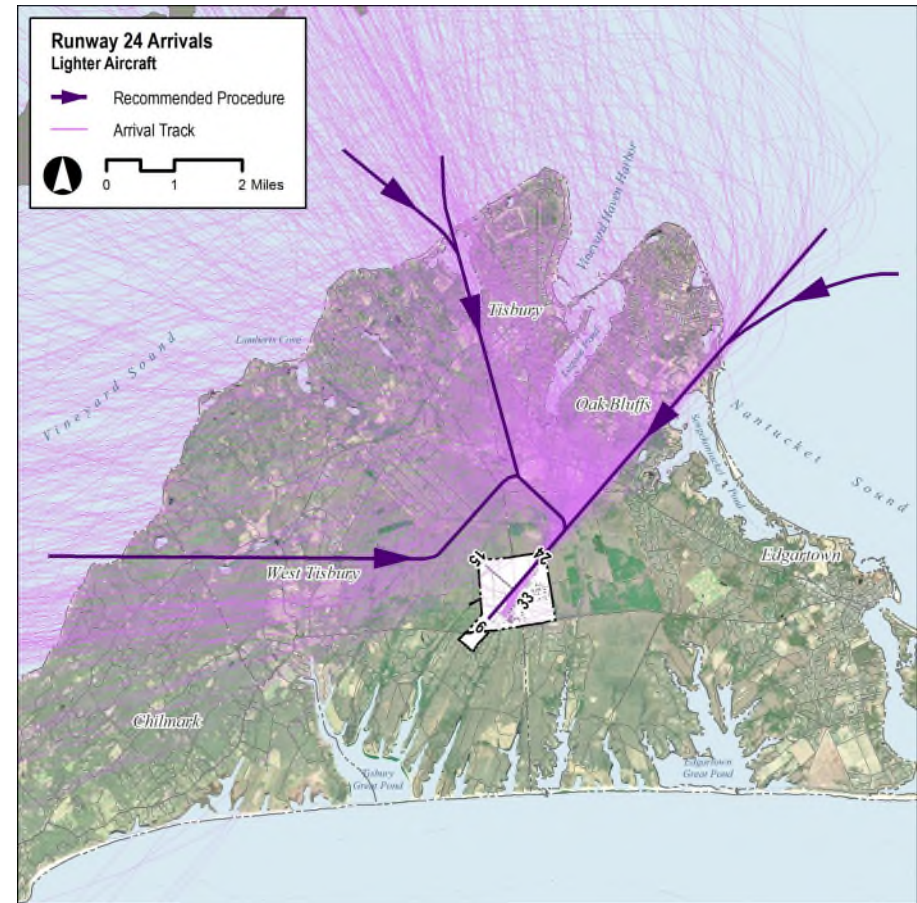 Runway 24 Arrivals
Lighter Aircraft
Recommended Procedure
Arrival Track
0 1 2 Miles
Vineyard Haven Harbor
Tisbury
Lamberts Cove
Vineyard Sound
Oak Bluffs
Sengekontacket Pond
Nantucket Sound
Edgartown
West Tisbury
15
24
33
6
Chilmark
Tisbury
Great Pond
Edgartown
Great Pond